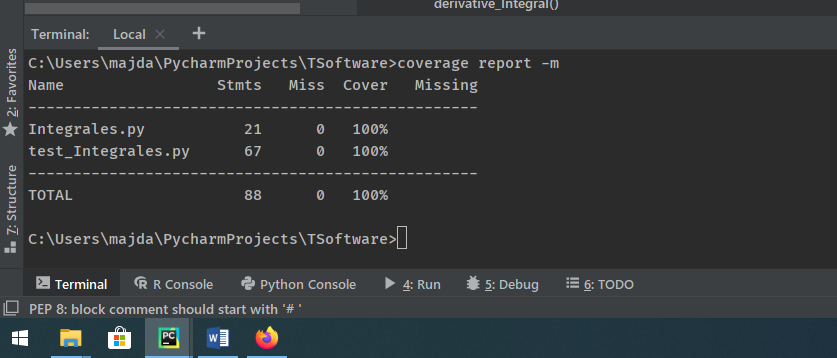 derivative_Integral()
Terminal: Local × +
C:\Users\majda\PycharmProjects\TSoftware>coverage report -m
Name Stmts Miss Cover Missing
-------------------------------------------------
Integrales.py 21 0 100%
test_Integrales.py 67 0 100%
-------------------------------------------------
TOTAL 88 0 100%
C:\Users\majda\PycharmProjects\TSoftware>
2: Favorites
7: Structure
Terminal R Console Python Console 4: Run 5: Debug 6: TODO
PEP 8: block comment should start with '# '
PC W